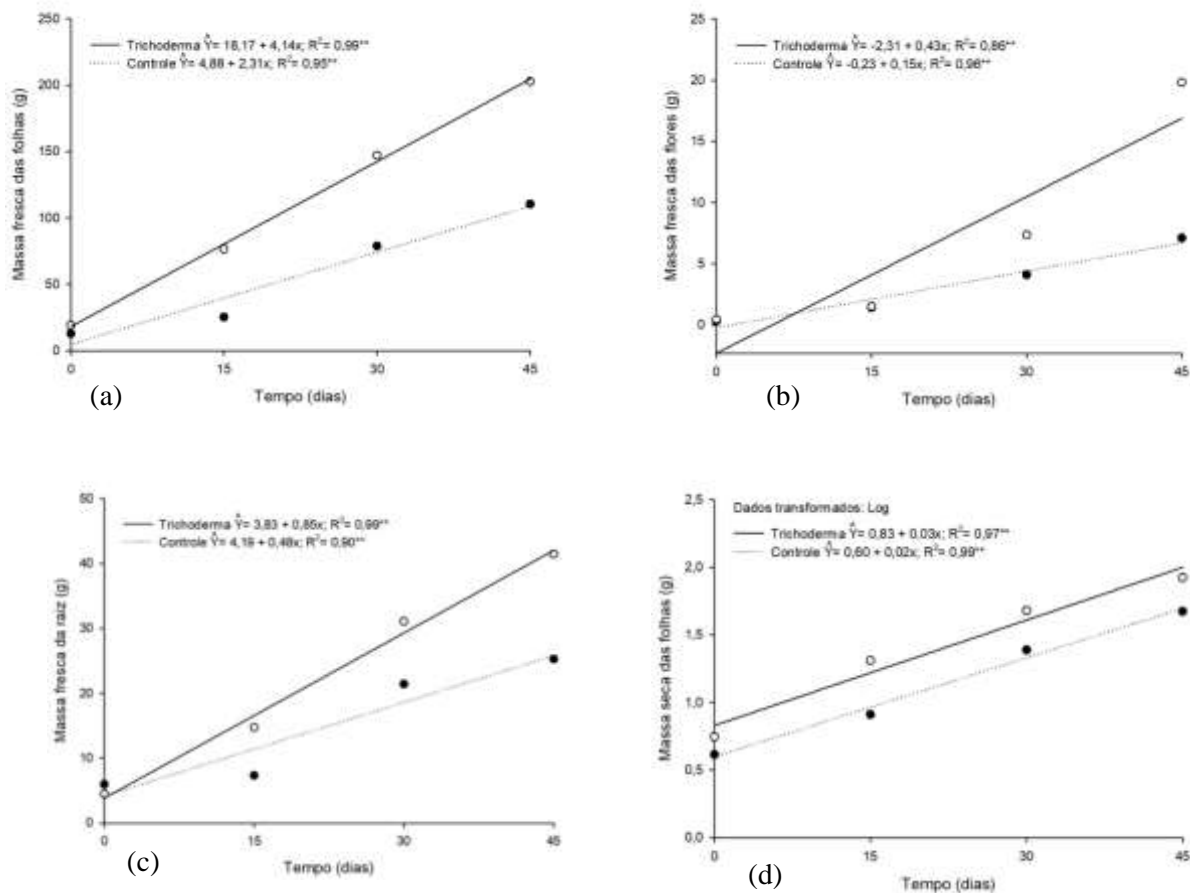 250
200
150
100
50
0
Massa fresca das folhas (g)
Trichoderma Ŷ= 18,17 + 4,14x; R²= 0,99**
Controle Ŷ= 4,88 + 2,31x; R²= 0,95**
0 15 30 45
Tempo (dias)
(a)
25
20
15
10
5
0
Massa fresca das flores (g)
Trichoderma Ŷ= -2,31 + 0,43x; R²= 0,86**
Controle Ŷ= -0,23 + 0,15x; R²= 0,96**
0 15 30 45
Tempo (dias)
(b)
50
40
30
20
10
0
Massa fresca da raiz (g)
Trichoderma Ŷ= 3,83 + 0,85x; R²= 0,99**
Controle Ŷ= 4,19 + 0,48x; R²= 0,90**
0 15 30 45
Tempo (dias)
(c)
2,5
2,0
1,5
1,0
0,5
0,0
Massa seca das folhas (g)
Dados transformados: Log
Trichoderma Ŷ= 0,83 + 0.03x; R²= 0,97**
Controle Ŷ= 0,60 + 0,02x; R²= 0,99**
0 15 30 45
Tempo (dias)
(d)